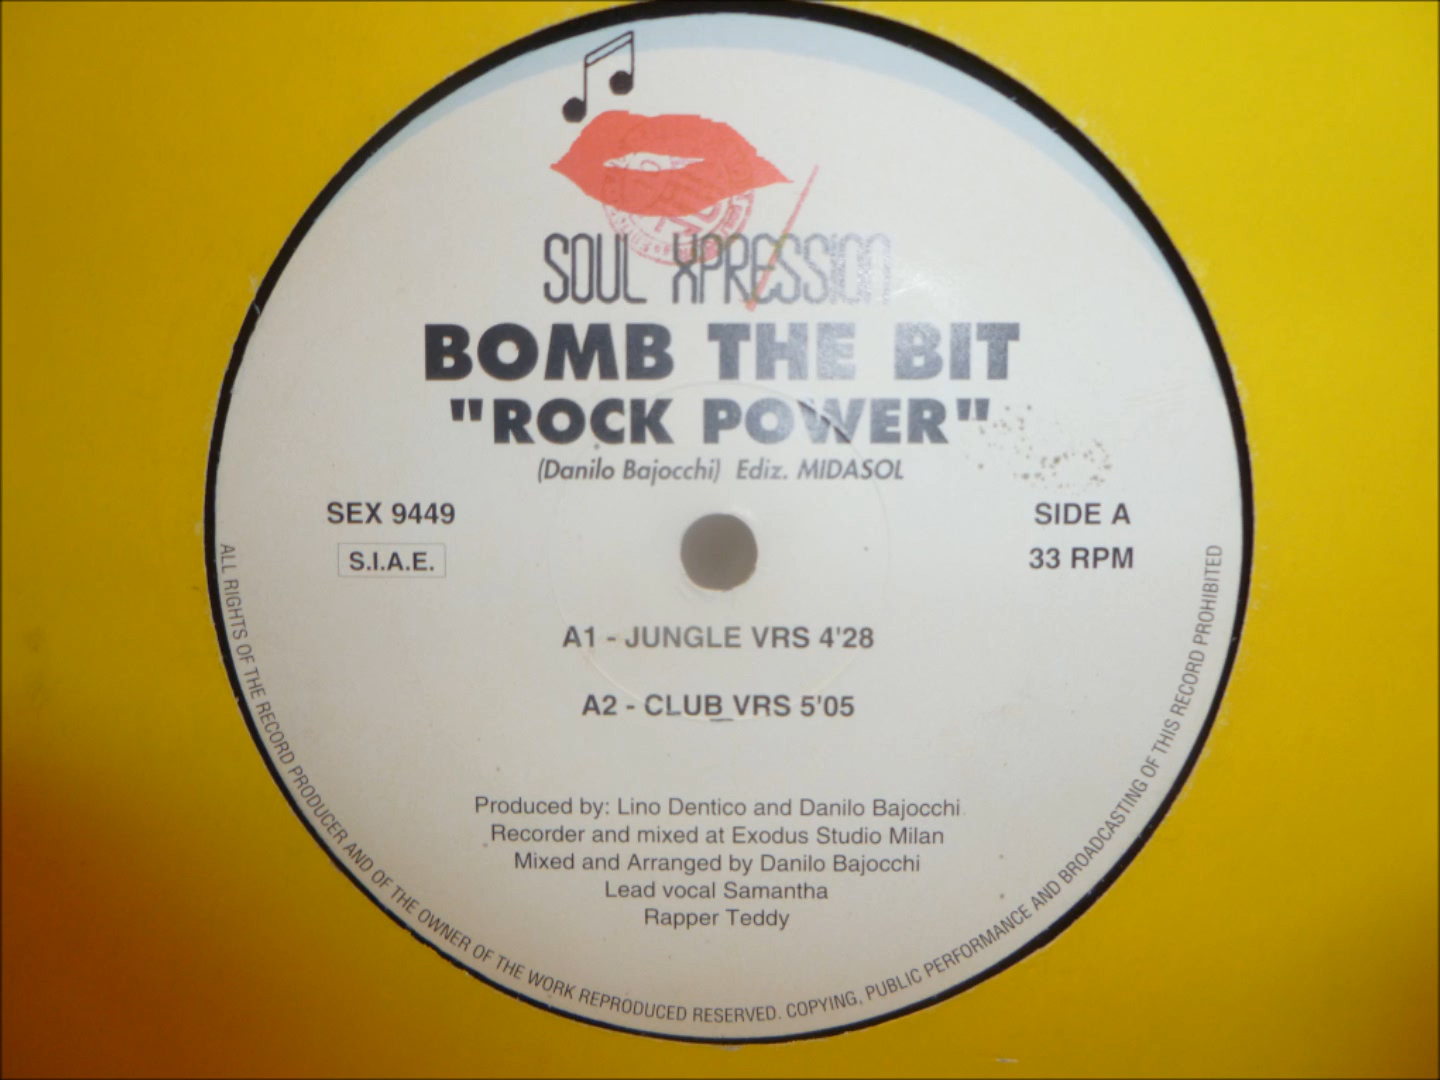 SOUL XPRESSION
BOMB THE BIT
"ROCK POWER"
(Danilo Bajocchi) Ediz. MIDASOL
SEX 9449
SIDE A
S.I.A.E.
33 RPM
A1 - JUNGLE VRS 4'28
A2 - CLUB VRS 5'05
Produced by: Lino Dentico and Danilo Bajocchi
Recorder and mixed at Exodus Studio Milan
Mixed and Arranged by Danilo Bajocchi
Lead vocal Samantha
Rapper Teddy
ALL RIGHTS OF THE RECORD PRODUCER AND OF THE OWNER OF THE WORK REPRODUCED RESERVED. COPYING, PUBLIC PERFORMANCE AND BROADCASTING OF THIS RECORD PROHIBITED